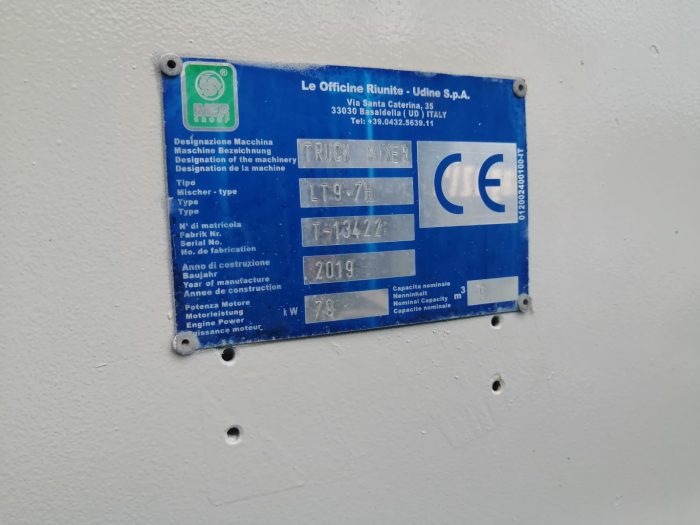 ®
IMER
GROUP
Le Officine Riunite - Udine S.p.A.
Via Santa Caterina, 35
33030 Basaldella ( UD ) ITALY
Tel: +39.0432.5639.11
Designazione Macchina
Maschine Bezeichnung
Designation of the machinery
Designation de la machine
TRUCK MIXER
Tipo
Mischer - type
Type
Type
LT9.7H
N° di matricola
Fabrik Nr.
Serial No.
No. de fabrication
T-13422
Anno di costruzione
Baujahr
Year of manufacture
Annee de construction
2019
Potenza Motore
Motorleistung
Engine Power
Puissance moteur
kW
78
Capacita nominale
Nenninhalt
Nominal Capacity
Capacite nominale
m3
CE
012002400100-IT